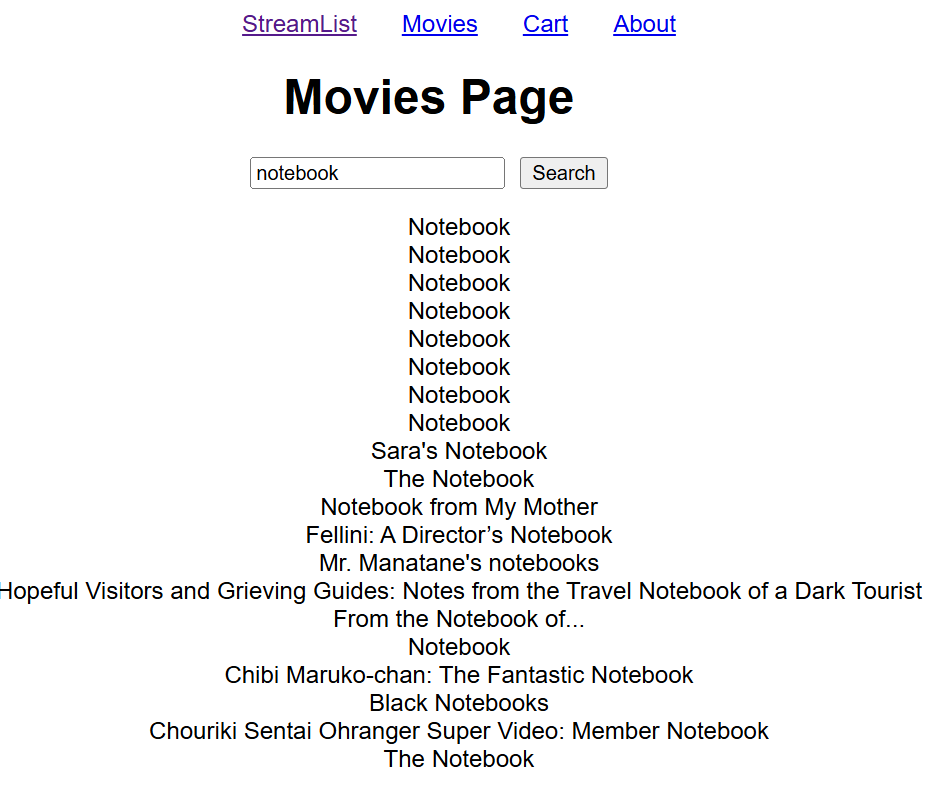 StreamList Movies Cart About
Movies Page
notebook Search
Notebook
Notebook
Notebook
Notebook
Notebook
Notebook
Notebook
Notebook
Sara's Notebook
The Notebook
Notebook from My Mother
Fellini: A Director’s Notebook
Mr. Manatane's notebooks
Hopeful Visitors and Grieving Guides: Notes from the Travel Notebook of a Dark Tourist
From the Notebook of...
Notebook
Chibi Maruko-chan: The Fantastic Notebook
Black Notebooks
Chouriki Sentai Ohranger Super Video: Member Notebook
The Notebook